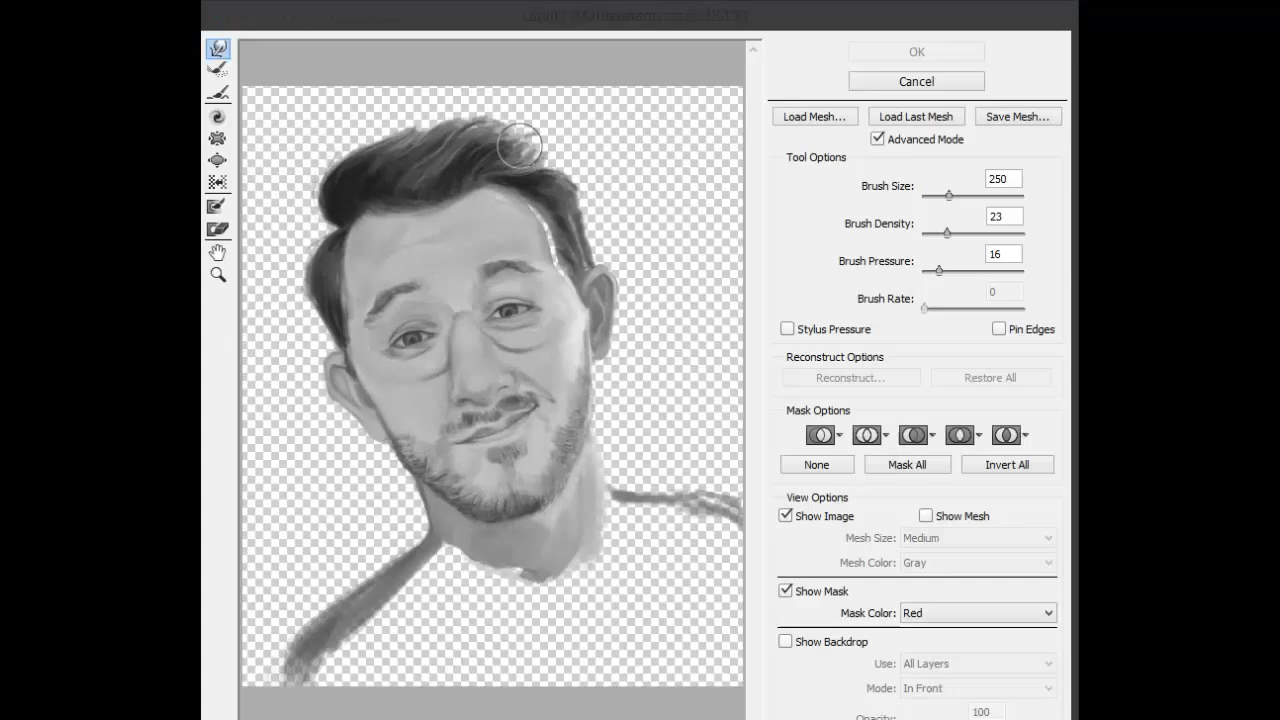 OK
Cancel
Load Mesh... Load Last Mesh Save Mesh...
Advanced Mode
Tool Options
Brush Size: 250
Brush Density: 23
Brush Pressure: 16
Brush Rate: 0
Stylus Pressure Pin Edges
Reconstruct Options
Reconstruct... Restore All
Mask Options
None Mask All Invert All
View Options
Show Image Show Mesh
Mesh Size: Medium
Mesh Color: Gray
Show Mask
Mask Color: Red
Show Backdrop
Use: All Layers
Mode: In Front
Opacity: 100